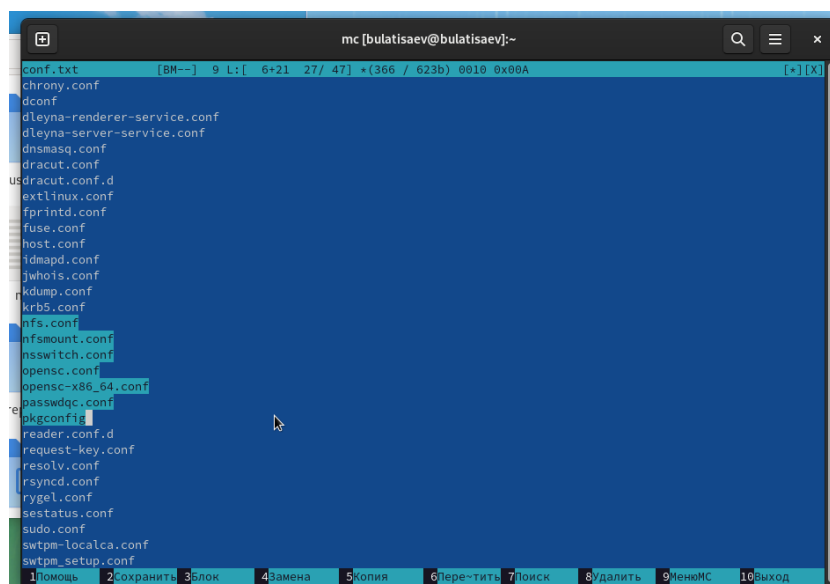 mc [bulatisaev@bulatisaev]:~
conf.txt [BM--] 9 L:[ 6+21 27/ 47] *(366 / 623b) 0010 0x00A [*][X]
chrony.conf
dconf
dleyna-renderer-service.conf
dleyna-server-service.conf
dnsmasq.conf
dracut.conf
dracut.conf.d
extlinux.conf
fprintd.conf
fuse.conf
host.conf
idmapd.conf
jwhois.conf
kdump.conf
krb5.conf
nfs.conf
nfsmount.conf
nsswitch.conf
opensc.conf
opensc-x86_64.conf
passwdqc.conf
pkgconfig
reader.conf.d
request-key.conf
resolv.conf
rsyncd.conf
rygel.conf
sestatus.conf
sudo.conf
swtpm-localca.conf
swtpm_setup.conf
1Помощь 2Сохранить 3Блок 4Замена 5Копия 6Пере~тить 7Поиск 8Удалить 9МенюMC 10Выход